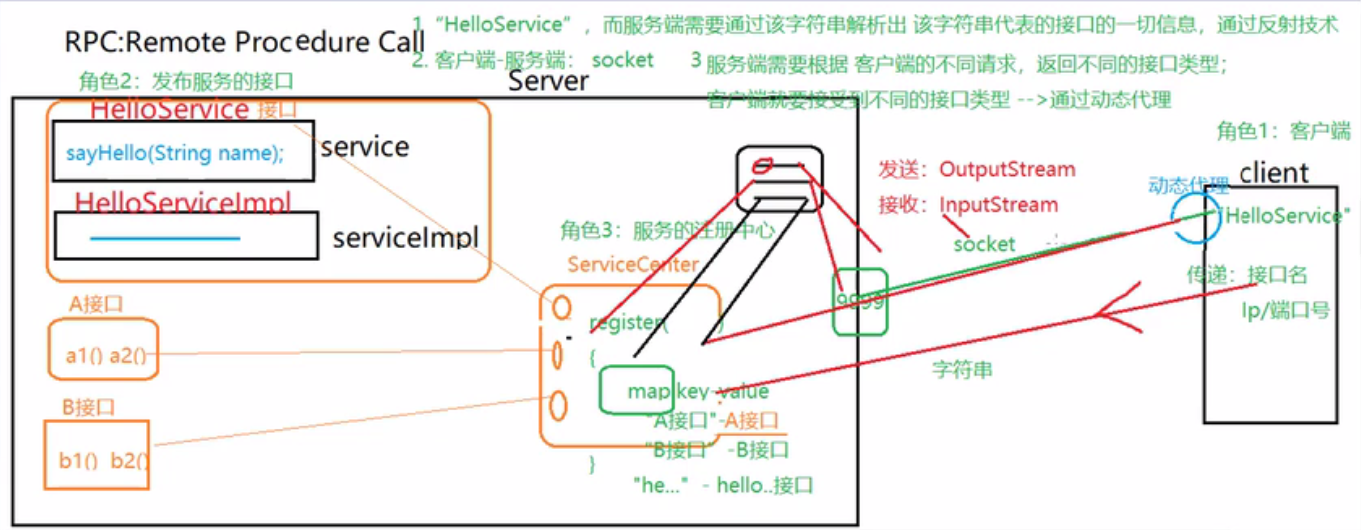 1 “HelloService” ，而服务端需要通过该字符串解析出 该字符串代表的接口的一切信息，通过反射技术
RPC:Remote Procedure Call
2. 客户端-服务端： socket
3 服务端需要根据 客户端的不同请求，返回不同的接口类型；
客户端就要接受到不同的接口类型 -->通过动态代理
角色2：发布服务的接口
Server
HelloService 接口
sayHello(String name);
service
HelloServiceImpl
serviceImpl
A接口
a1() a2()
B接口
b1() b2()
角色3：服务的注册中心
ServiceCenter
register( )
{
map key-value
"A接口"-A接口
"B接口" -B接口
}
"he..." - hello..接口
9999
发送：OutputStream
接收：InputStream
socket
字符串
角色1：客户端
client
动态代理
"HelloService"
传递：接口名
Ip/端口号